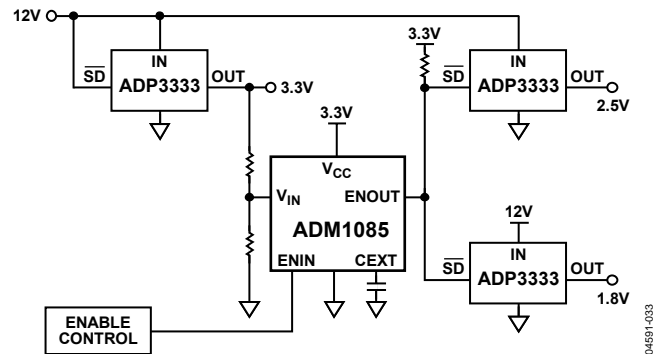 12V
3.3V
IN
SD OUT
ADP3333
3.3V
IN
SD OUT
ADP3333
2.5V
3.3V
VCC
VIN ENOUT
ADM1085
ENIN CEXT
12V
IN
SD OUT
ADP3333
1.8V
ENABLE
CONTROL
04591-033